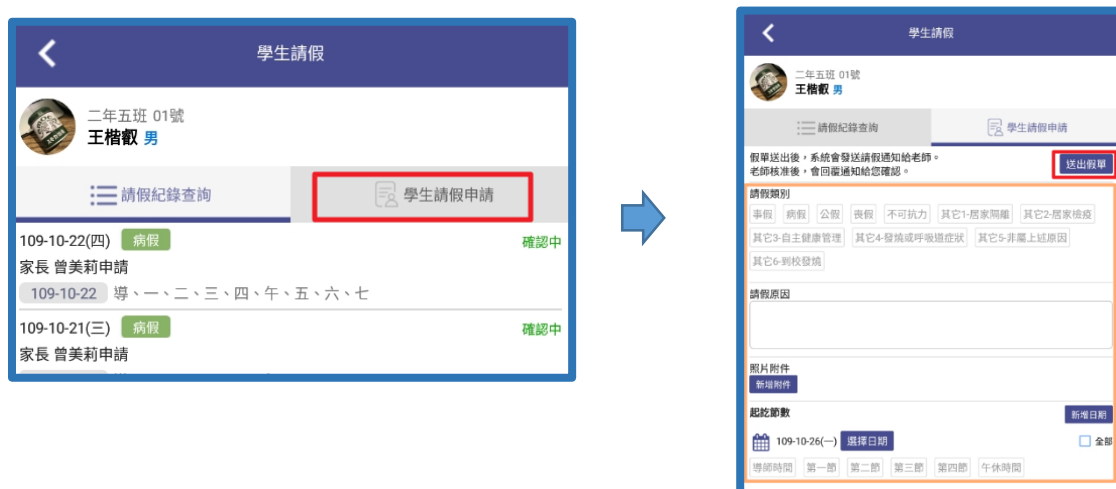 學生請假
二年五班 01號
王楷叡 男
請假紀錄查詢
學生請假申請
109-10-22(四) 病假 確認中
家長 曾美莉申請
109-10-22 導、一、二、三、四、午、五、六、七
109-10-21(三) 病假 確認中
家長 曾美莉申請
學生請假
二年五班 01號
王楷叡 男
請假紀錄查詢
學生請假申請
假單送出後，系統會發送請假通知給老師。
老師核准後，會回覆通知給您確認。
送出假單
請假類別
事假 病假 公假 喪假 不可抗力 其它1-居家隔離 其它2-居家檢疫
其它3-自主健康管理 其它4-發燒或呼吸道症狀 其它5-非屬上述原因
其它6-到校發燒
請假原因
照片附件
新增附件
起訖節數 新增日期
109-10-26(一) 選擇日期 全部
導師時間 第一節 第二節 第三節 第四節 午休時間